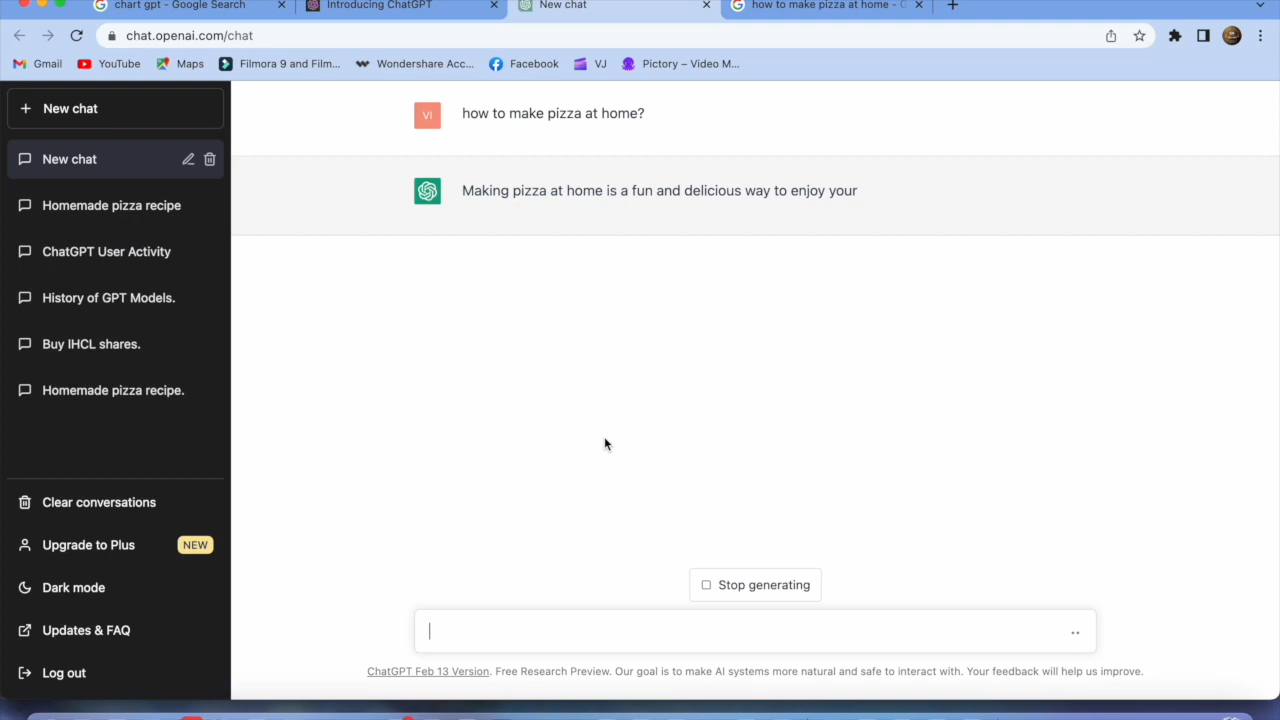 chart gpt - Google Search
Introducing ChatGPT
New chat
how to make pizza at home - G
chat.openai.com/chat
Gmail
YouTube
Maps
Filmora 9 and Film...
Wondershare Acc...
Facebook
VJ
Pictory – Video M...
New chat
New chat
Homemade pizza recipe
ChatGPT User Activity
History of GPT Models.
Buy IHCL shares.
Homemade pizza recipe.
Clear conversations
Upgrade to Plus NEW
Dark mode
Updates & FAQ
Log out
VI how to make pizza at home?
Making pizza at home is a fun and delicious way to enjoy your
Stop generating
ChatGPT Feb 13 Version. Free Research Preview. Our goal is to make AI systems more natural and safe to interact with. Your feedback will help us improve.